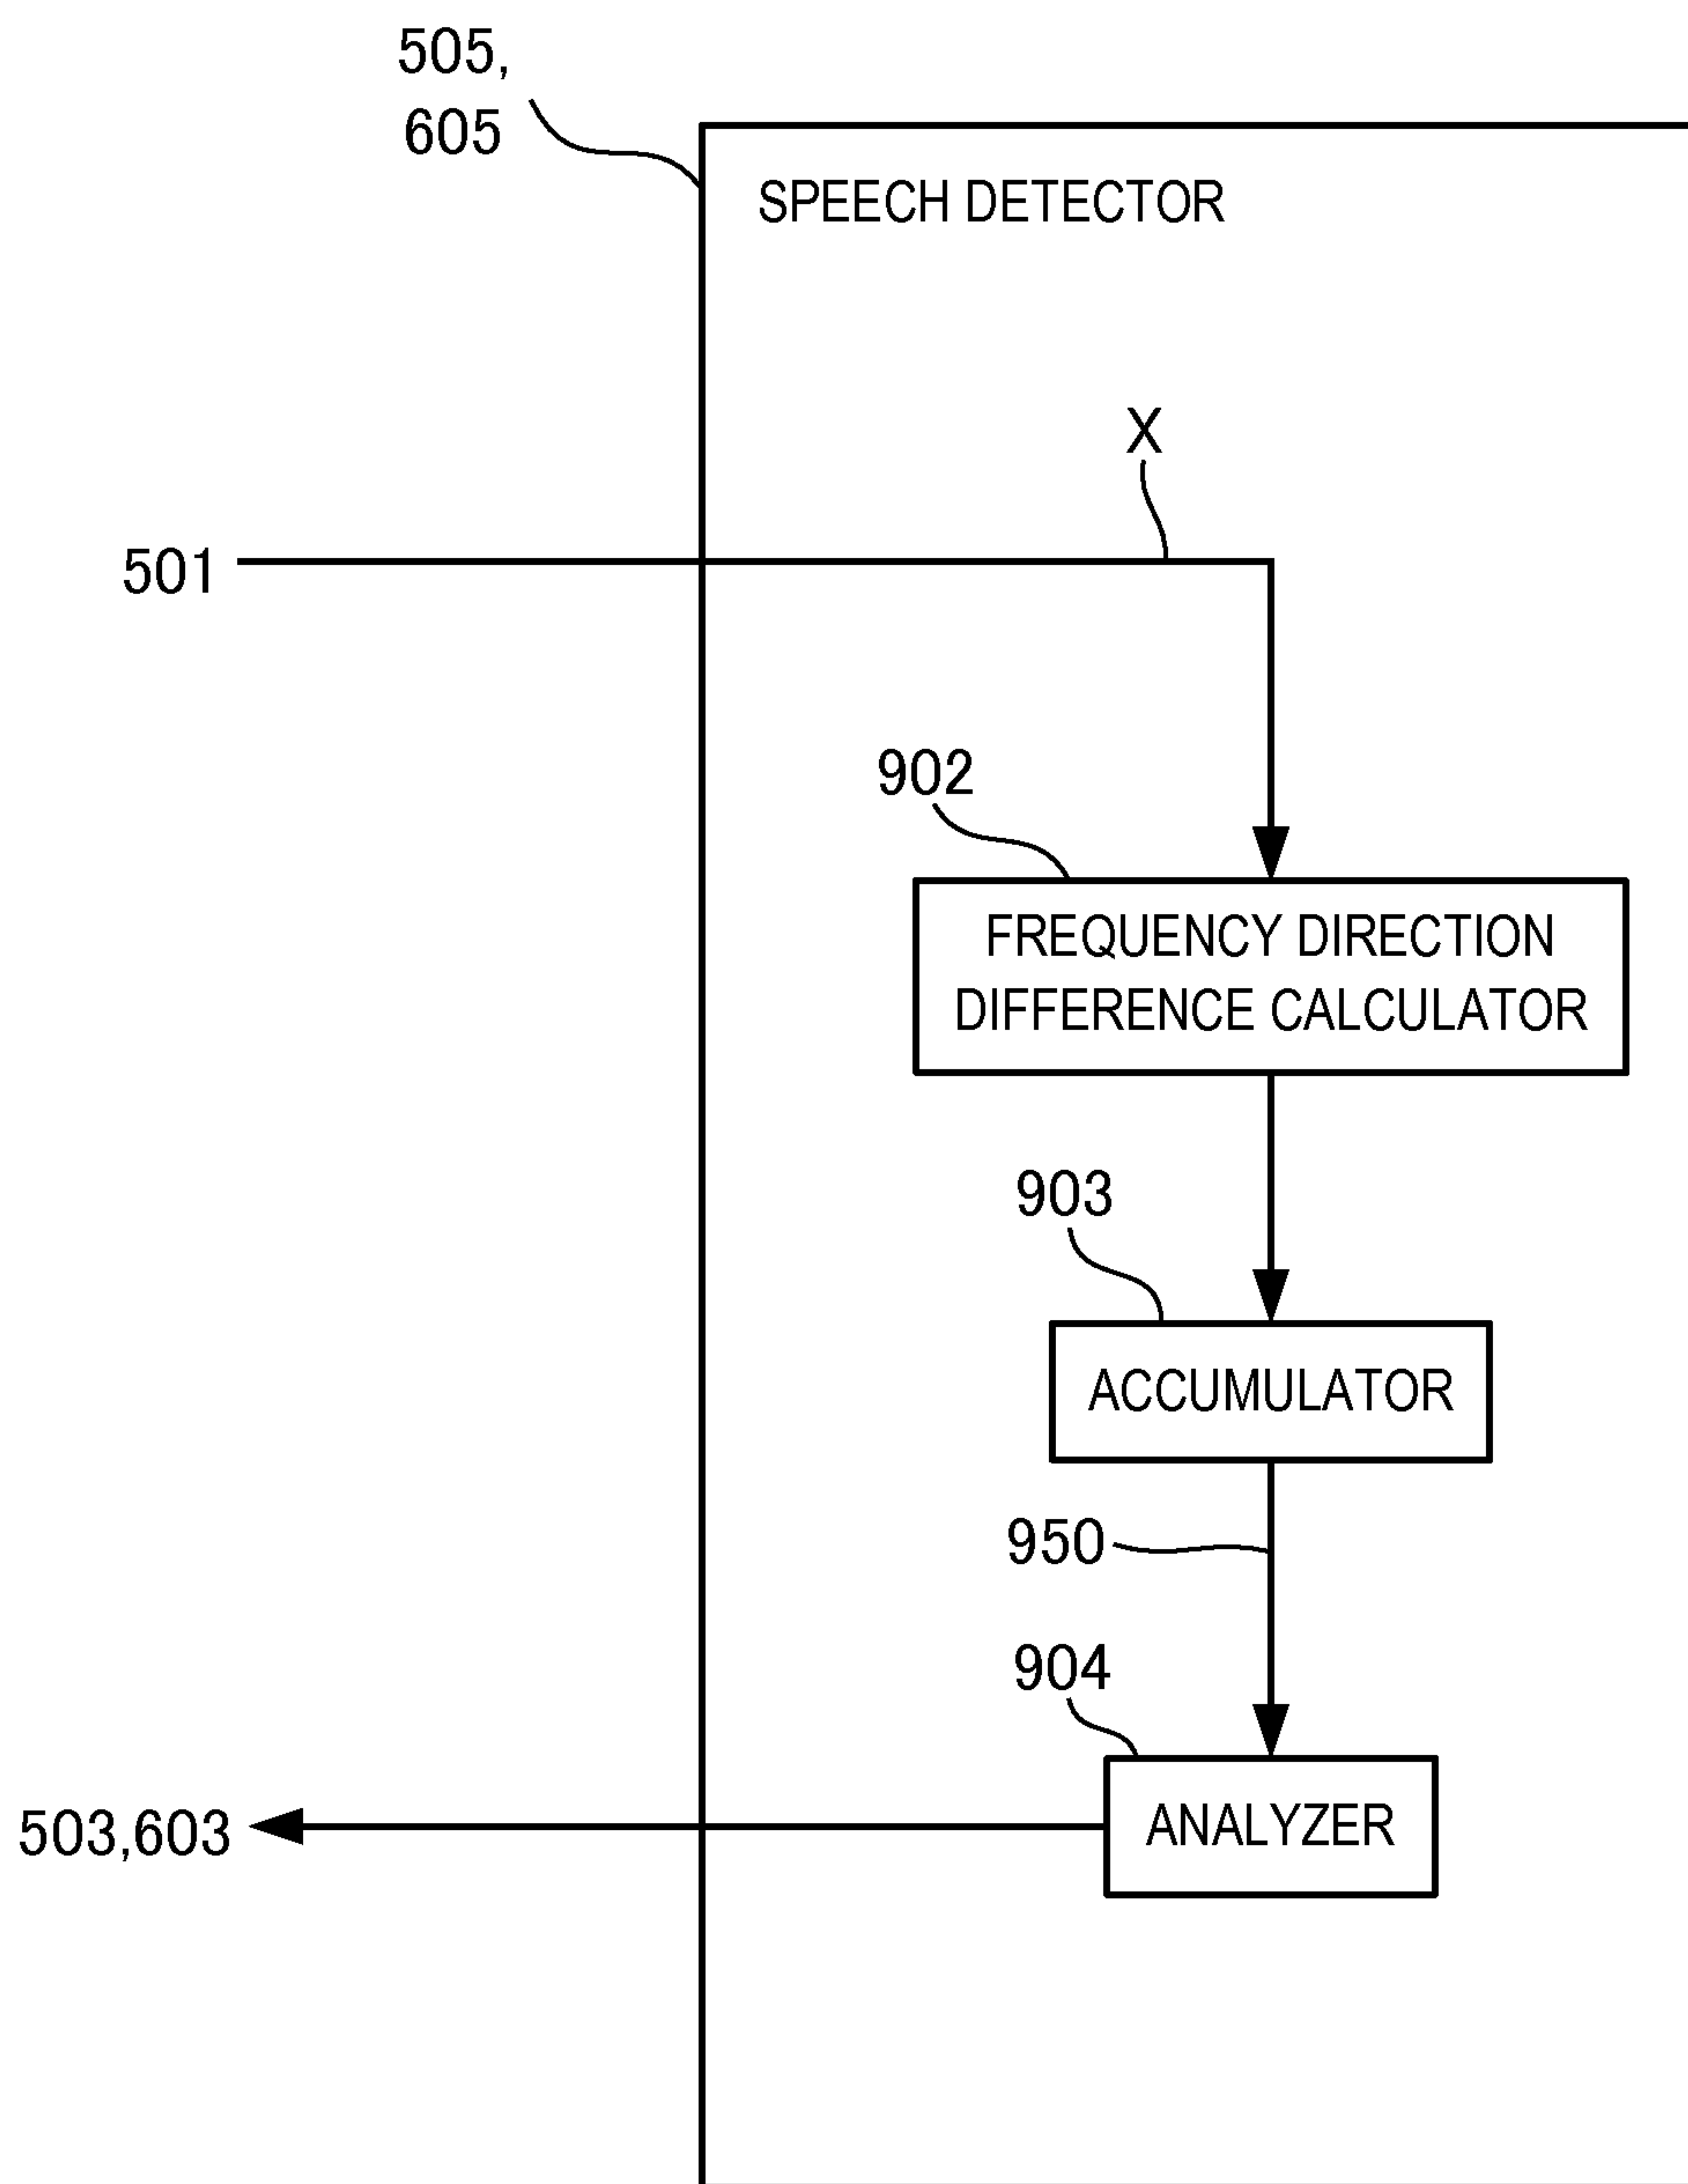 505,
605
SPEECH DETECTOR
X
501
902
FREQUENCY DIRECTION
DIFFERENCE CALCULATOR
903
ACCUMULATOR
950
904
503,603
ANALYZER